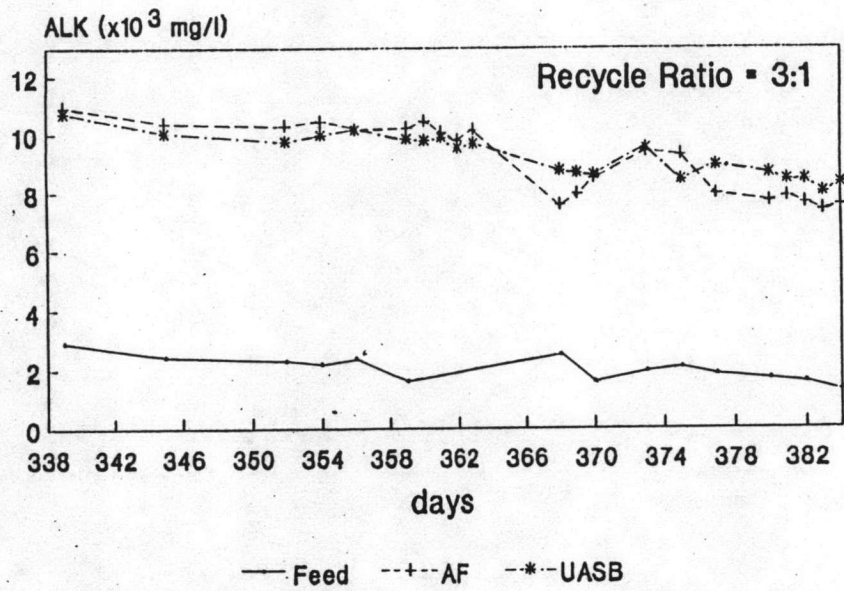 ALK (x10³ mg/l)
12
Recycle Ratio = 3:1
10
8
6
4
2
0
338 342 346 350 354 358 362 366 370 374 378 382
days
Feed AF UASB